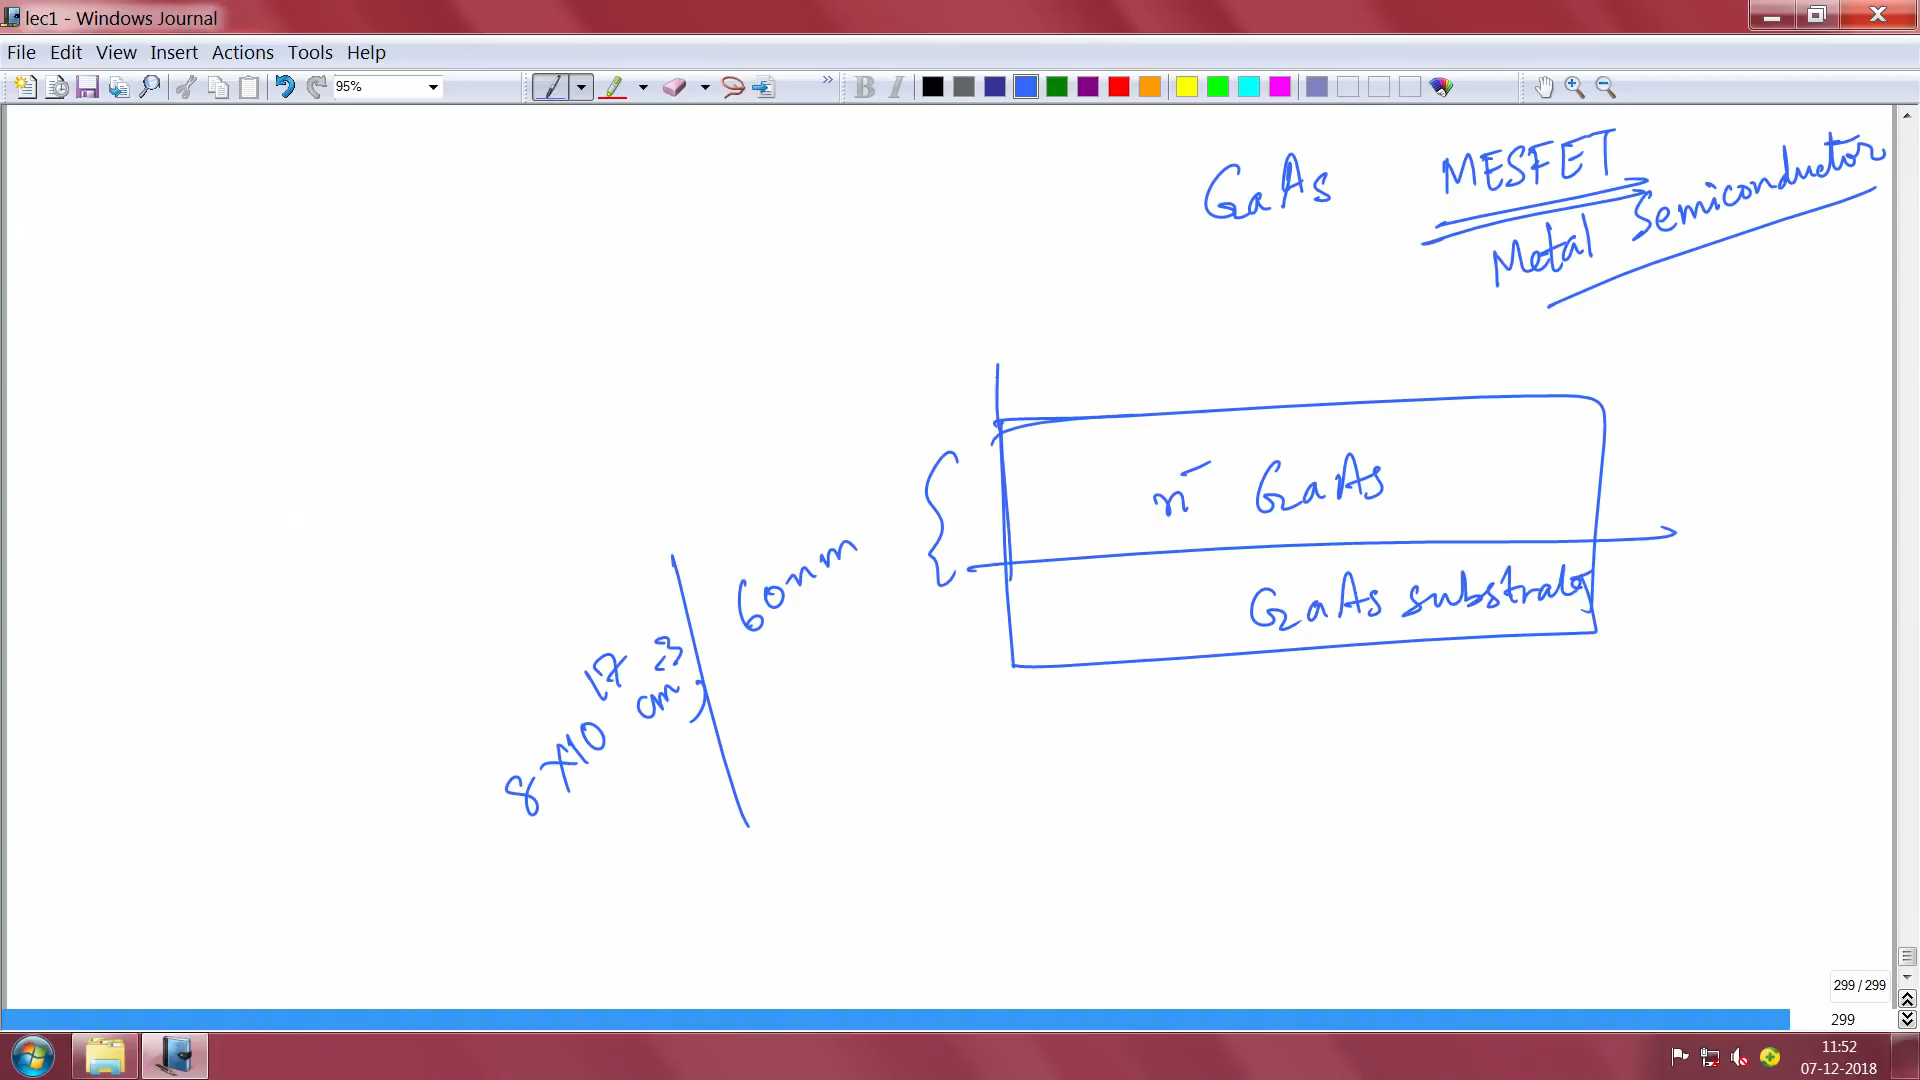 lec1 - Windows Journal
File Edit View Insert Actions Tools Help
95%
B I
GaAs MESFET
Metal Semiconductor
n⁻ GaAs
60nm
GaAs substrate
8×10¹⁷ cm⁻³)
299 / 299
299
11:52
07-12-2018